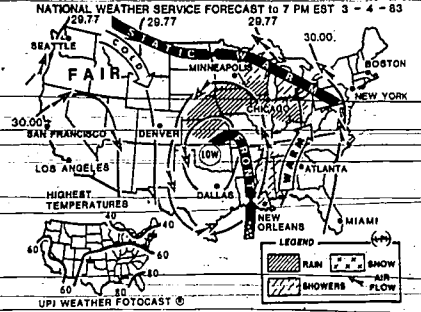 NATIONAL WEATHER SERVICE FORECAST to 7 PM EST 3 - 4 - 83
29.77
29.77
29.77
30.00
SEATTLE
COLD
STATIC
WARM
FAIR
MINNEAPOLIS
BOSTON
NEW YORK
CHICAGO
30.00
SAN FRANCISCO
DENVER
LOW
FRONT
WARM
LOS ANGELES
ATLANTA
DALLAS
HIGHEST
TEMPERATURES
NEW
ORLEANS
MIAMI
40
40
60
60
60
80
80
LEGEND
RAIN
SNOW
SHOWERS
AIR
FLOW
UPI WEATHER FOTOCAST ®